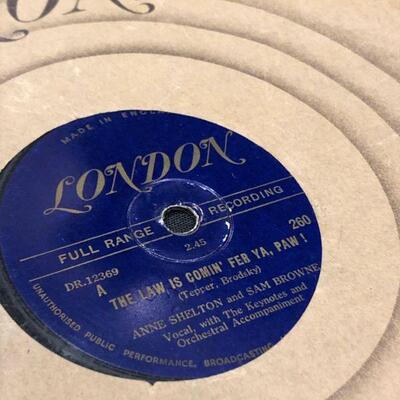 MADE IN ENGLA
LONDON
FULL RANGE RECORDING
2.45
DR.12369
260
A
THE LAW IS COMIN' FER YA, PAW !
(Tepper, Brodsky)
ANNE SHELTON and SAM BROWNE
Vocal, with The Keynotes and
Orchestral Accompaniment
UNAUTHORISED PUBLIC PERFORMANCE, BROADCASTING